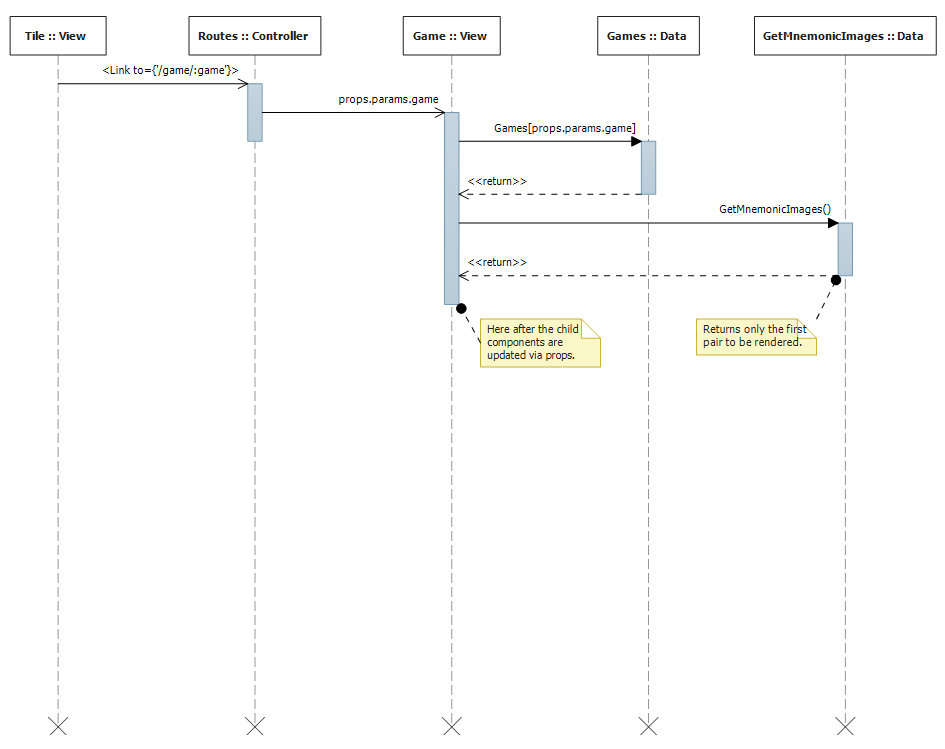 Tile :: View
Routes :: Controller
Game :: View
Games :: Data
GetMnemonicImages :: Data
<Link to={'/game/:game'}>
props.params.game
Games[props.params.game]
<<return>>
GetMnemonicImages()
<<return>>
Here after the child
components are
updated via props.
Returns only the first
pair to be rendered.